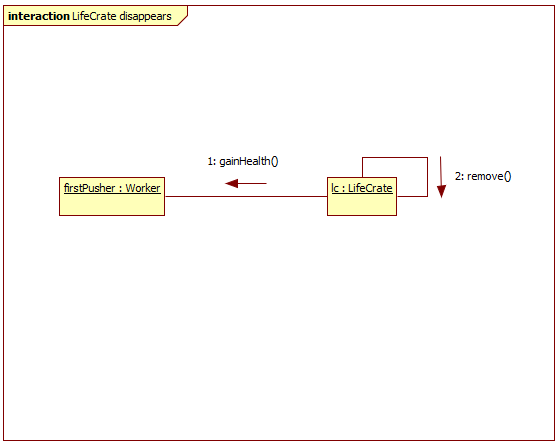 interaction LifeCrate disappears
1: gainHealth()
firstPusher : Worker
lc : LifeCrate
2: remove()